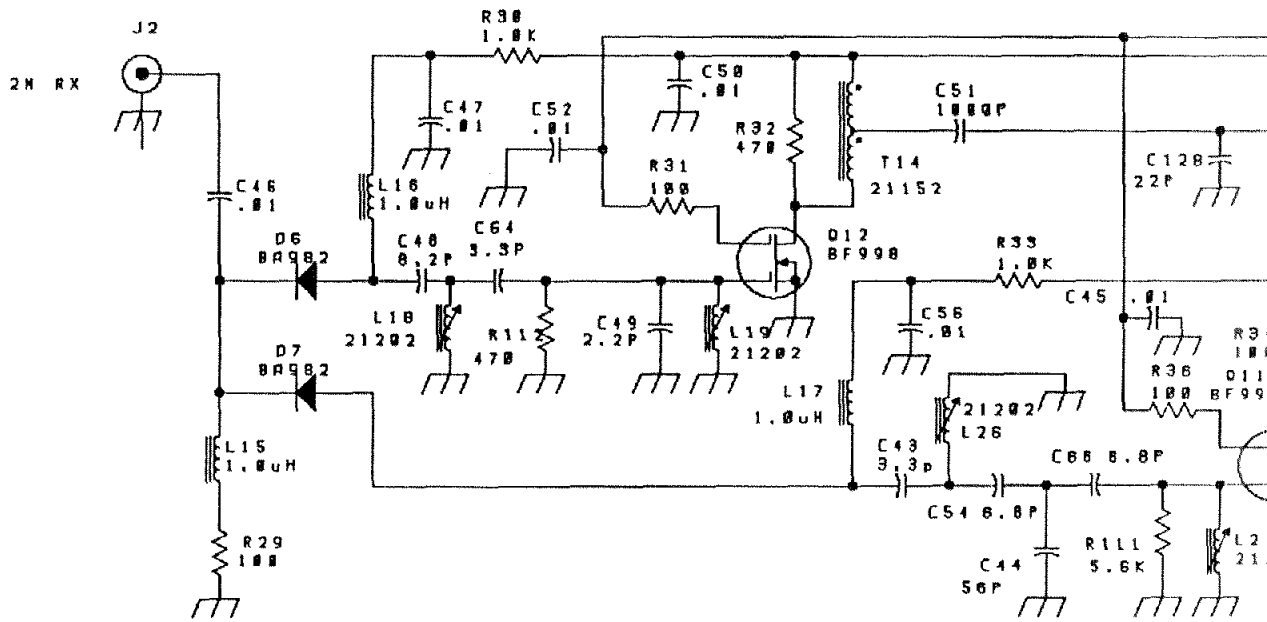 J2
2M RX
R30
1.0K
C47
.01
C52
.01
C50
.01
R32
470
C51
1000P
T14
21152
C128
22P
C46
.01
L16
1.0uH
R31
100
D6
BA982
C48
8.2P
C64
3.3P
Q12
BF998
R33
1.0K
L18
21202
R112
470
C49
2.2P
L19
21202
C56
.01
C45 .01
D7
BA982
L17
1.0uH
21202
L26
R36
100
Q11
L15
1.0uH
C43
3.3p
C54 6.8P
C66 6.8P
R29
100
C44
56P
R111
5.6K